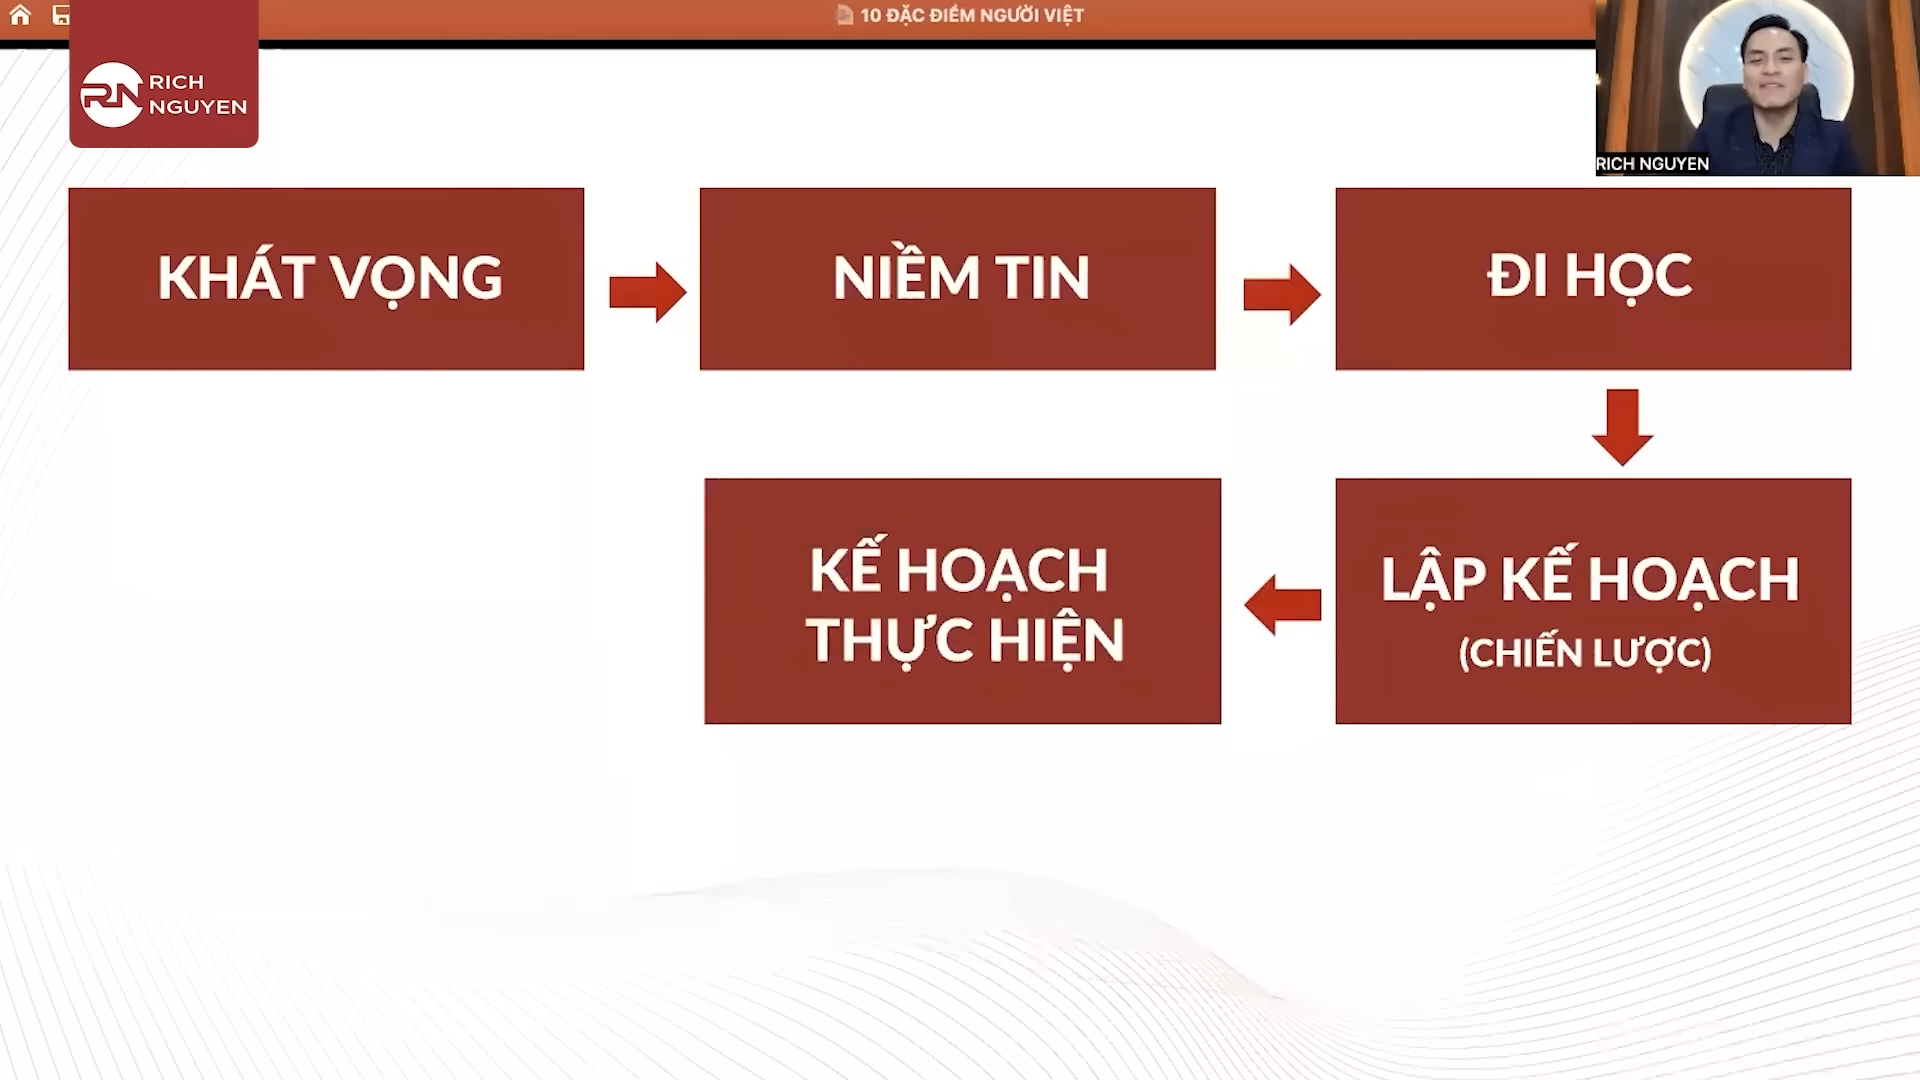 10 ĐẶC ĐIỂM NGƯỜI VIỆT
RICH
NGUYEN
RICH NGUYEN
KHÁT VỌNG
NIỀM TIN
ĐI HỌC
LẬP KẾ HOẠCH
(CHIẾN LƯỢC)
KẾ HOẠCH
THỰC HIỆN